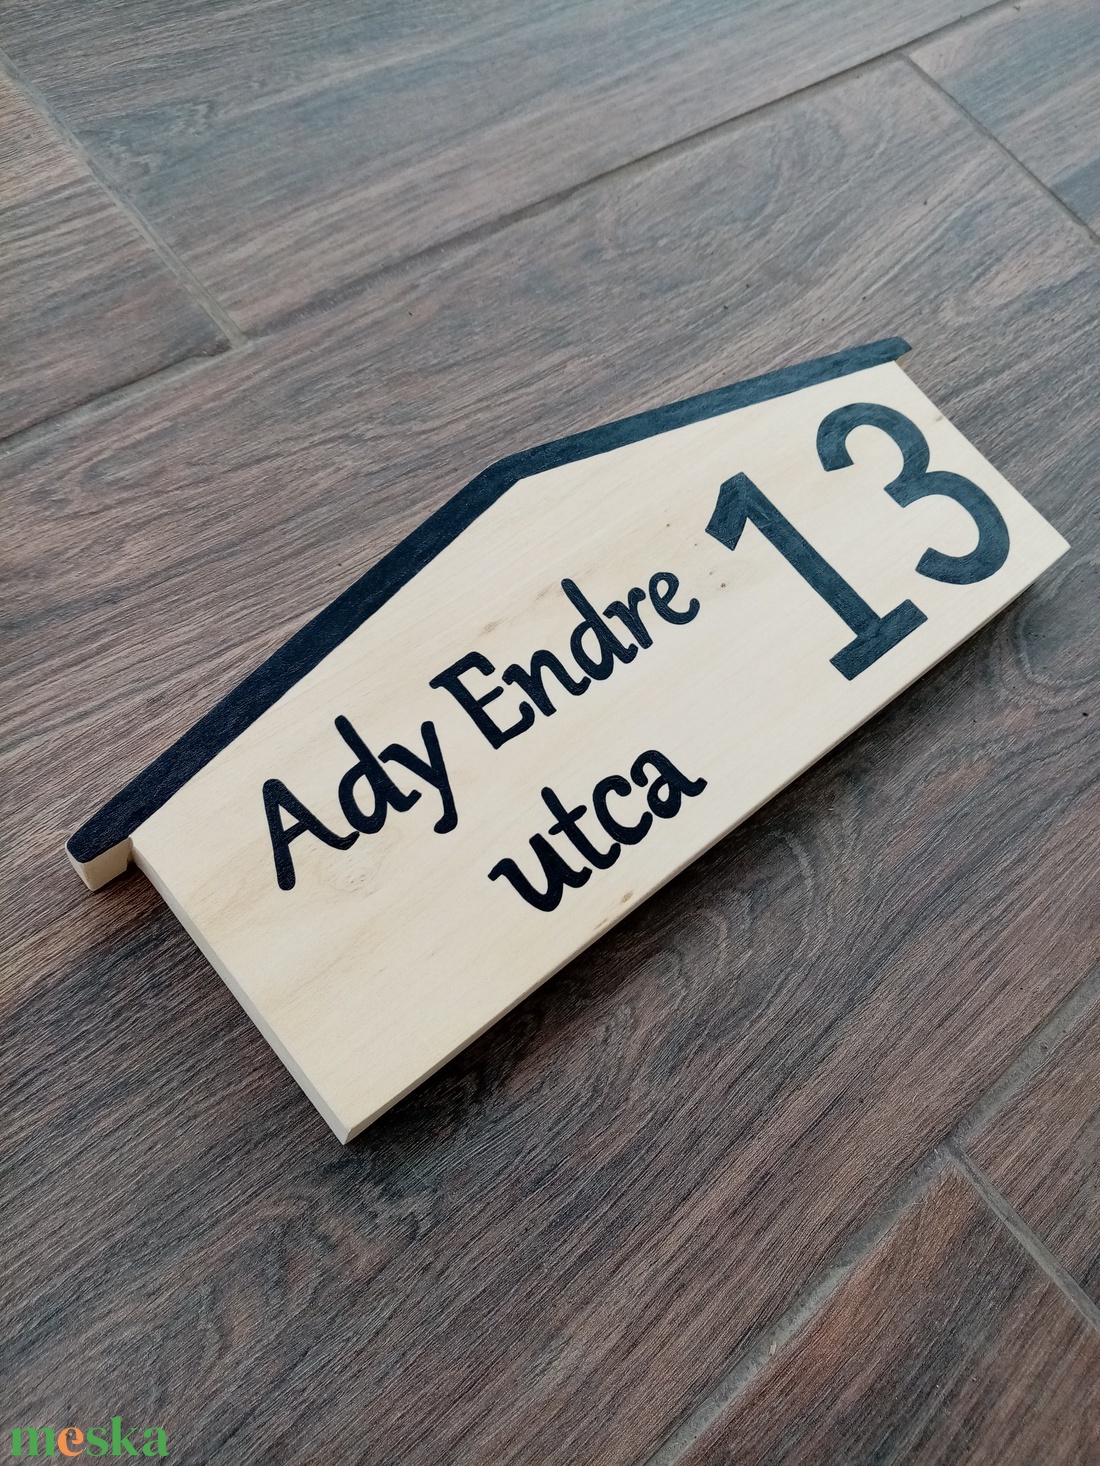 Ady Endre
utca
13
meska